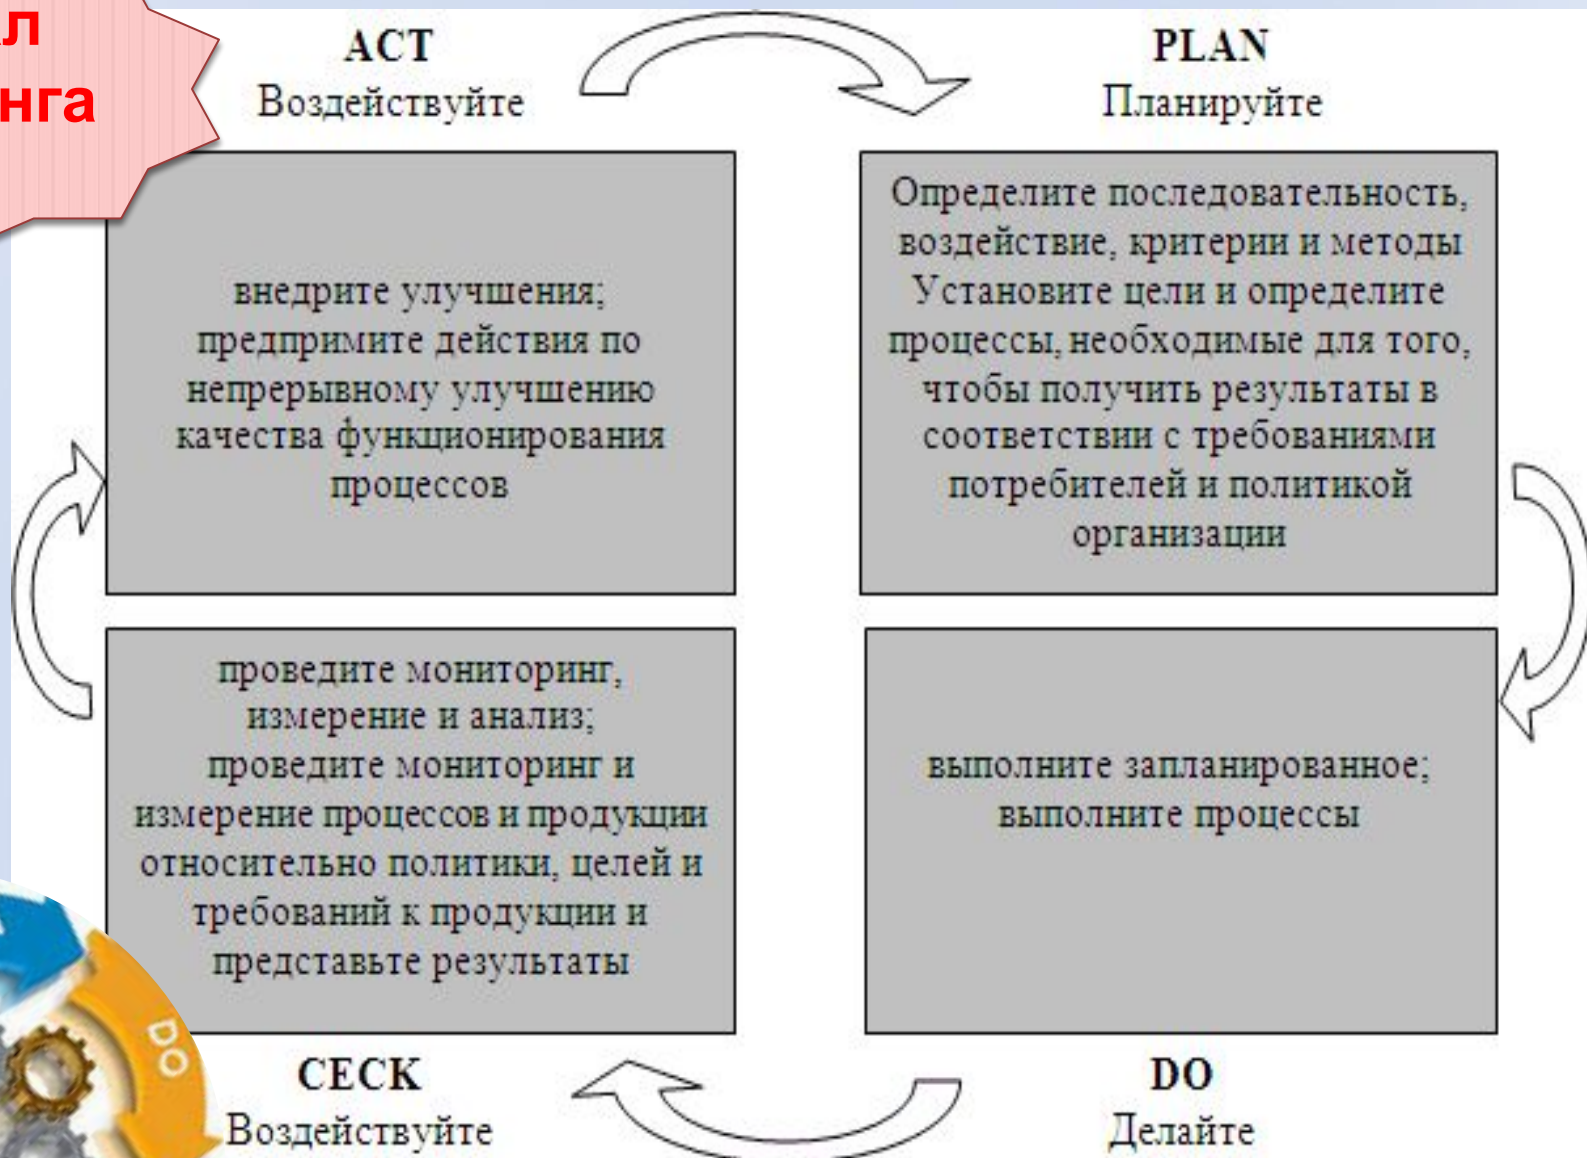 кл
нга
ACT
Воздействуйте
PLAN
Планируйте
внедрите улучшения;
предпримите действия по
непрерывному улучшению
качества функционирования
процессов
Определите последовательность,
воздействие, критерии и методы
Установите цели и определите
процессы, необходимые для того,
чтобы получить результаты в
соответствии с требованиями
потребителей и политикой
организации
проведите мониторинг,
измерение и анализ;
проведите мониторинг и
измерение процессов и продукции
относительно политики, целей и
требований к продукции и
представьте результаты
выполните запланированное;
выполните процессы
DO
CECK
Воздействуйте
DO
Делайте